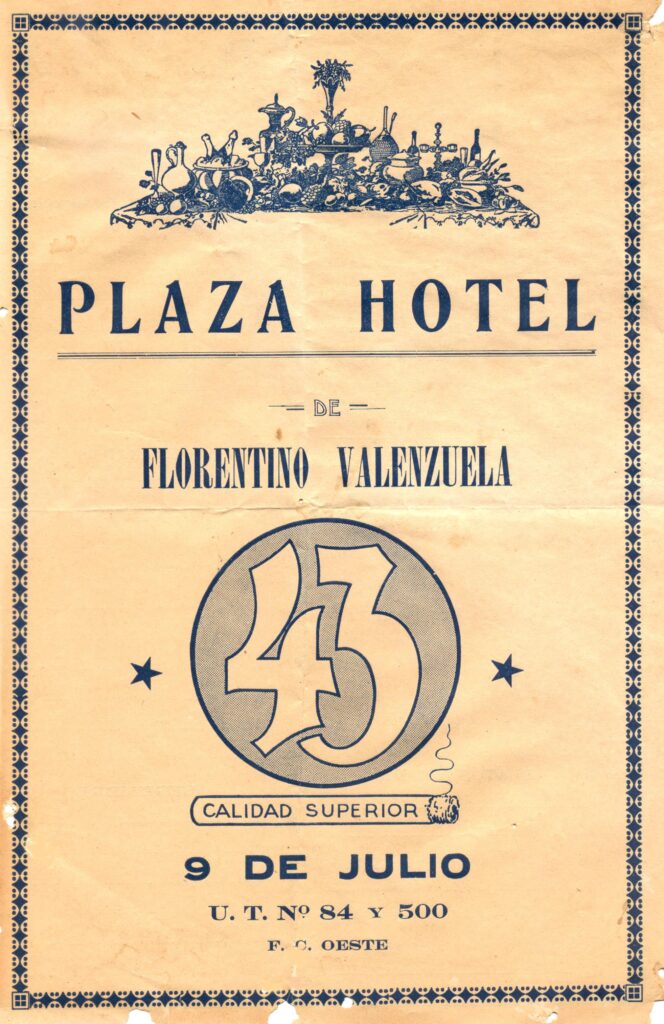 PLAZA HOTEL
DE
FLORENTINO VALENZUELA
43
CALIDAD SUPERIOR
9 DE JULIO
U. T. Nº 84 Y 500
F. C. OESTE